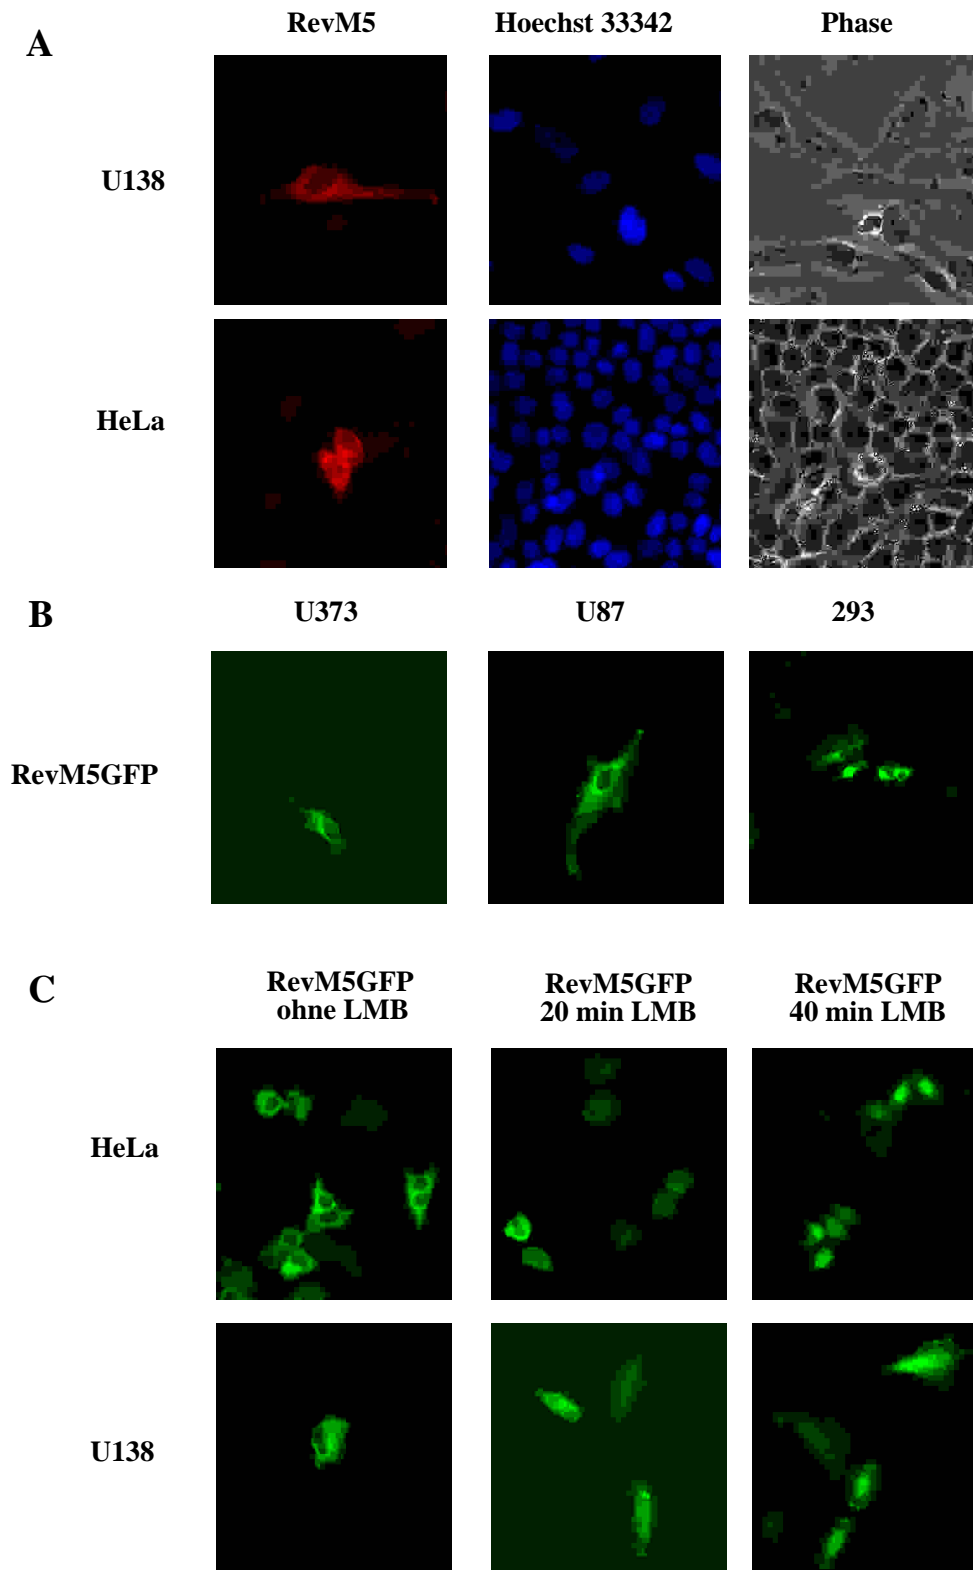 A
RevM5
Hoechst 33342
Phase
U138
HeLa
B
U373
U87
293
RevM5GFP
C
RevM5GFP
ohne LMB
RevM5GFP
20 min LMB
RevM5GFP
40 min LMB
HeLa
U138